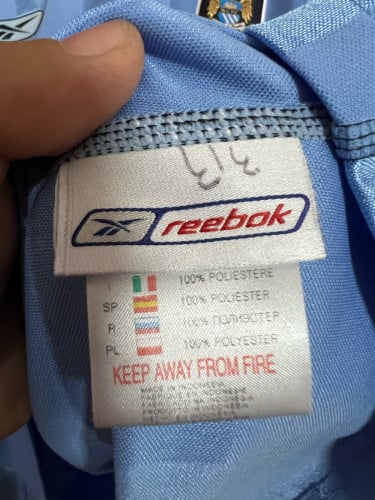 reebok
I 100% POLIESTERE
SP 100% POLIESTER
R 100% ПОЛИЭСТЕР
PL 100% POLYESTER
KEEP AWAY FROM FIRE
MADE IN INDONESIA